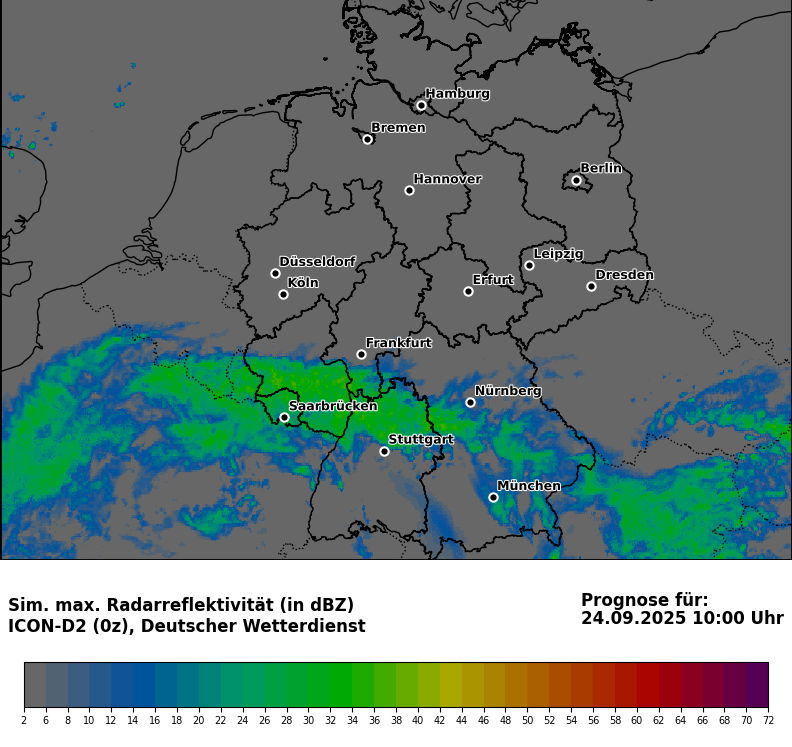 Hamburg
Bremen
Hannover
Berlin
Düsseldorf
Köln
Leipzig
Erfurt
Dresden
Frankfurt
Nürnberg
Saarbrücken
Stuttgart
München
Sim. max. Radarreflektivität (in dBZ)
ICON-D2 (0z), Deutscher Wetterdienst
Prognose für:
24.09.2025 10:00 Uhr
2 6 8 10 12 14 16 18 20 22 24 26 28 30 32 34 36 38 40 42 44 46 48 50 52 54 56 58 60 62 64 66 68 70 72